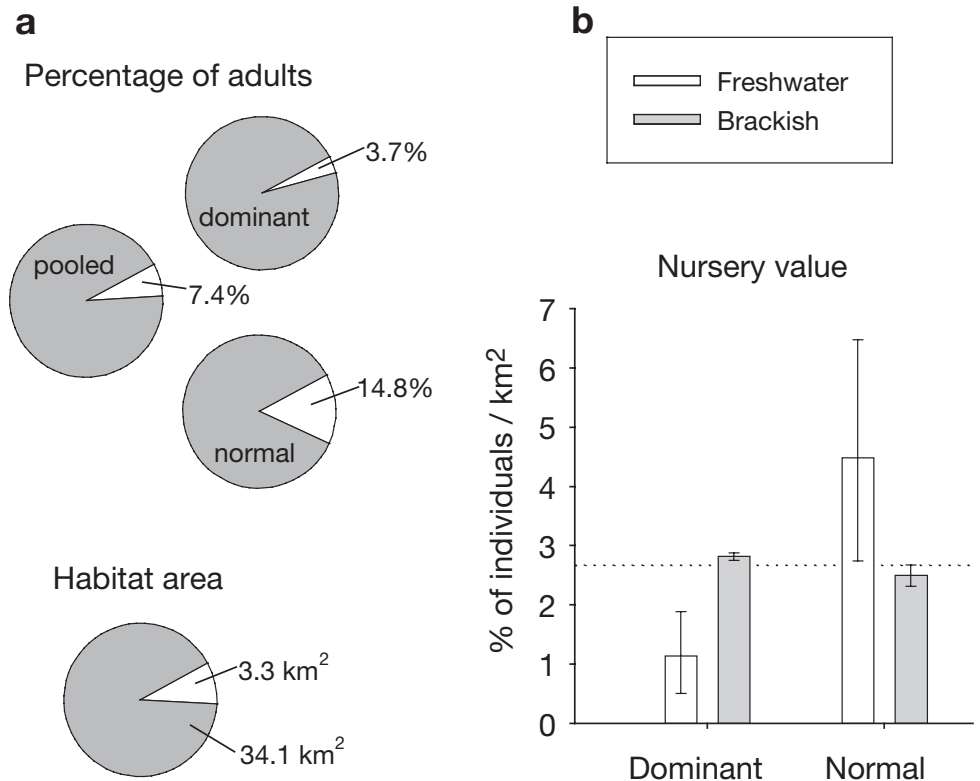 a
Percentage of adults
3.7%
dominant
pooled
7.4%
14.8%
normal
Habitat area
3.3 km²
34.1 km²
b
Freshwater
Brackish
Nursery value
% of individuals / km²
7
6
5
4
3
2
1
0
Dominant
Normal